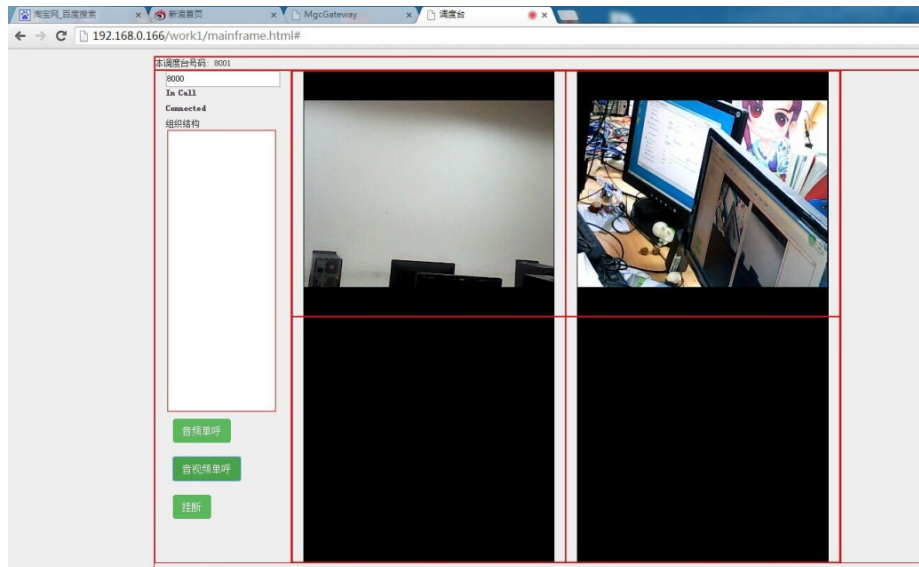 淘宝网_百度搜索
新浪首页
MgcGateway
调度台
192.168.0.166/work1/mainframe.html#
本调度台号码: 8001
8000
In Call
Connected
组织结构
音频单呼
音视频单呼
挂断